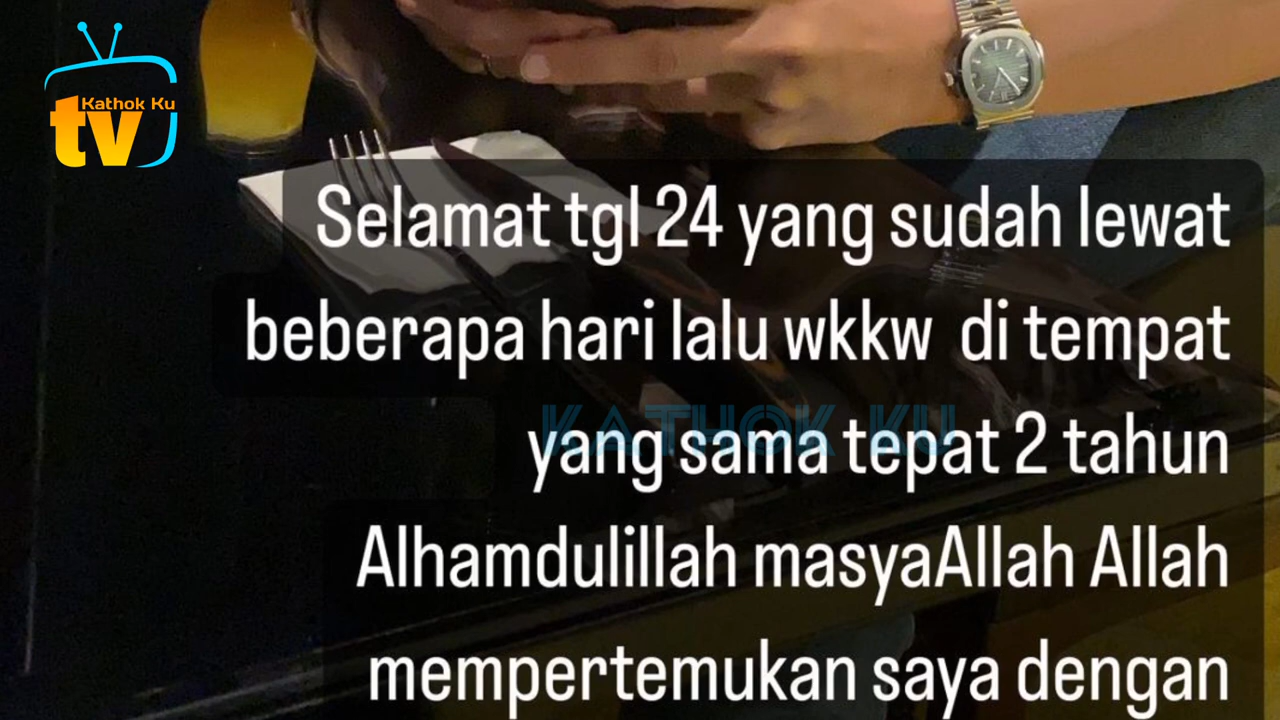 Kathok Ku
tv
Selamat tgl 24 yang sudah lewat
beberapa hari lalu wkkw di tempat
KATHOK KU
yang sama tepat 2 tahun
Alhamdulillah masyaAllah Allah
mempertemukan saya dengan